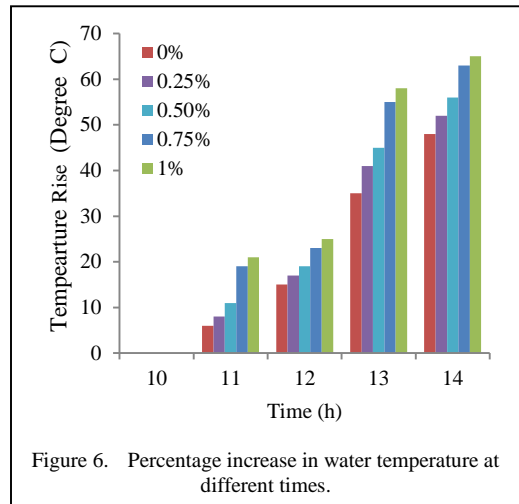 70
60
50
40
30
20
10
0
0%
0.25%
0.50%
0.75%
1%
Tempearture Rise (Degree C)
10 11 12 13 14
Time (h)
Figure 6. Percentage increase in water temperature at
different times.